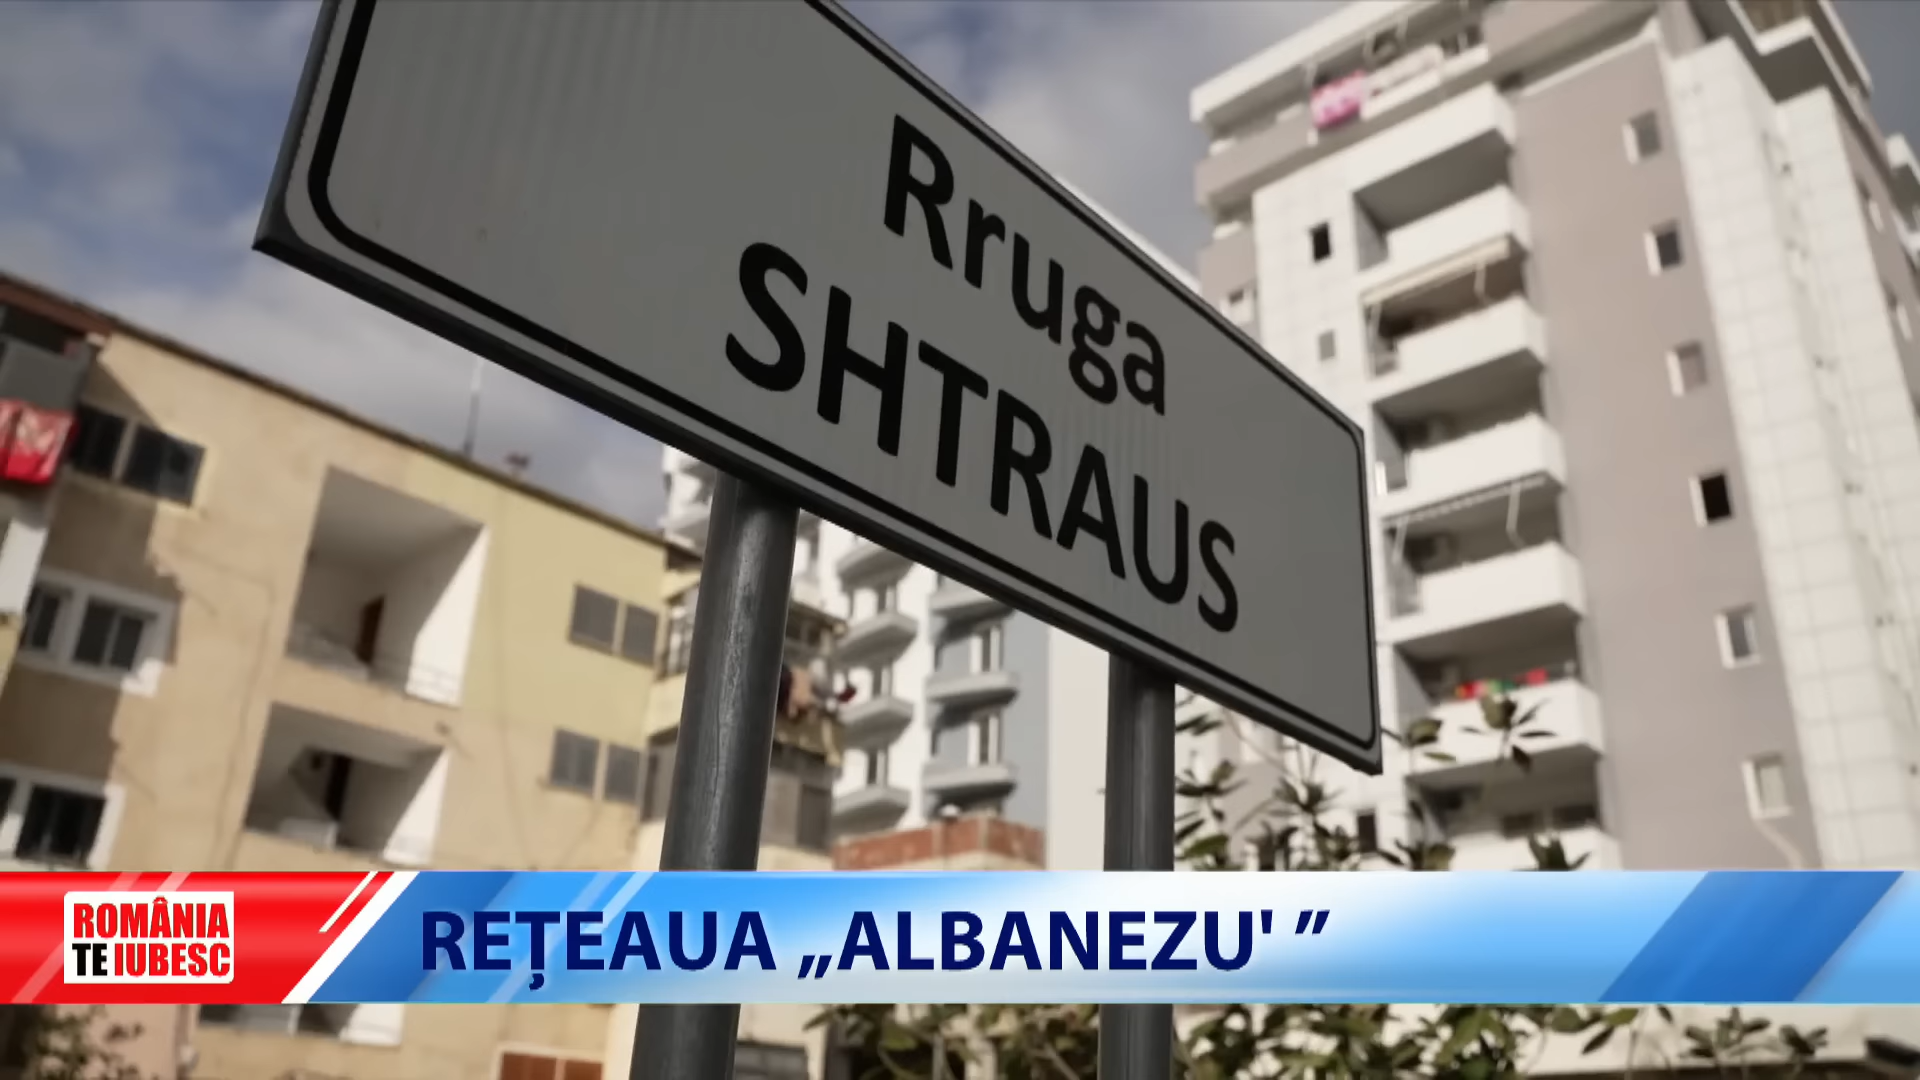 Rruga
SHTRAUS
ROMÂNIA
TE IUBESC
REȚEAUA „ALBANEZU' ”